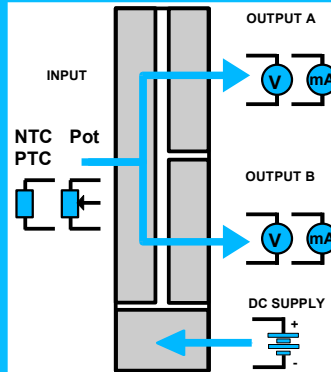 OUTPUT A
INPUT
V
mA
NTC Pot
PTC
OUTPUT B
V
mA
DC SUPPLY
+
-